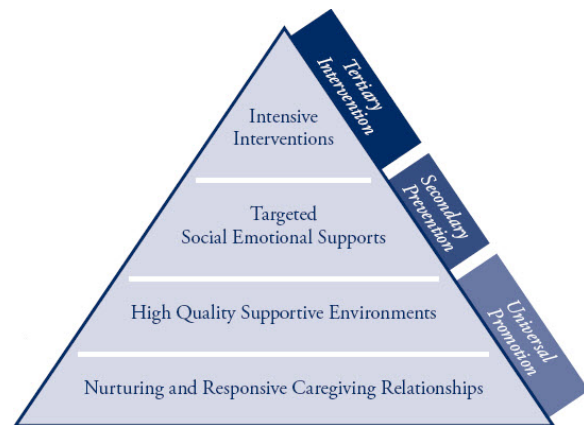 Tertiary
Intervention
Intensive
Interventions
Secondary
Prevention
Targeted
Social Emotional Supports
Universal
Promotion
High Quality Supportive Environments
Nurturing and Responsive Caregiving Relationships